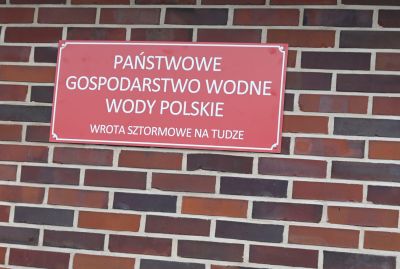 PAŃSTWOWE
GOSPODARSTWO WODNE
WODY POLSKIE
WROTA SZTORMOWE NA TUDZE